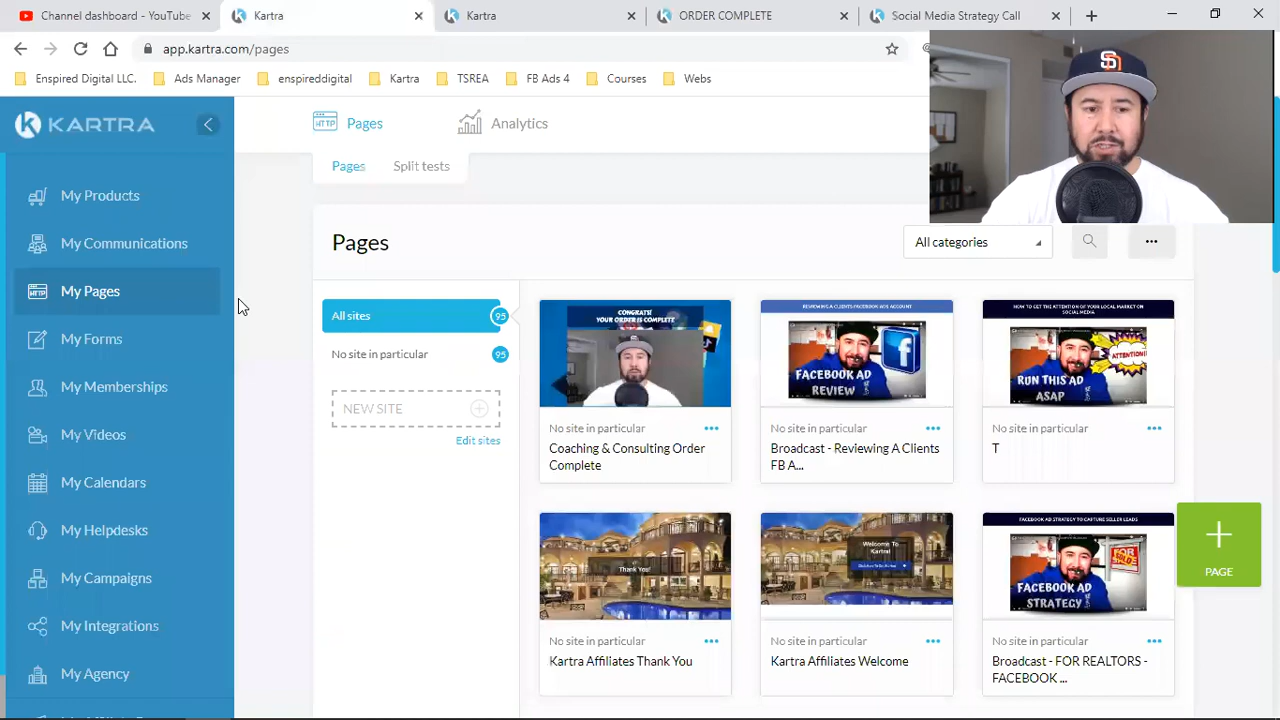 Channel dashboard - YouTube
Kartra
Kartra
ORDER COMPLETE
Social Media Strategy Call
app.kartra.com/pages
Enspired Digital LLC.
Ads Manager
enspireddigital
Kartra
TSREA
FB Ads 4
Courses
Webs
KARTRA
HTTP Pages
Analytics
Pages
Split tests
My Products
My Communications
HTTP My Pages
My Forms
My Memberships
My Videos
My Calendars
My Helpdesks
My Campaigns
My Integrations
My Agency
Pages
All categories
All sites 95
No site in particular 95
NEW SITE
Edit sites
CONGRATS!
YOUR ORDER IS COMPLETE
No site in particular
Coaching & Consulting Order
Complete
REVIEWING A CLIENTS FACEBOOK ADS ACCOUNT
FACEBOOK AD
REVIEW
No site in particular
Broadcast - Reviewing A Clients
FB A...
HOW TO GET THE ATTENTION OF YOUR LOCAL MARKET ON
SOCIAL MEDIA
ATTENTION!
RUN THIS AD
ASAP
No site in particular
T
Thank You!
No site in particular
Kartra Affiliates Thank You
Welcome To
Kartra!
No site in particular
Kartra Affiliates Welcome
FACEBOOK AD STRATEGY TO CAPTURE SELLER LEADS
FOR SALE
FACEBOOK AD
STRATEGY
No site in particular
Broadcast - FOR REALTORS -
FACEBOOK ...
PAGE
SD